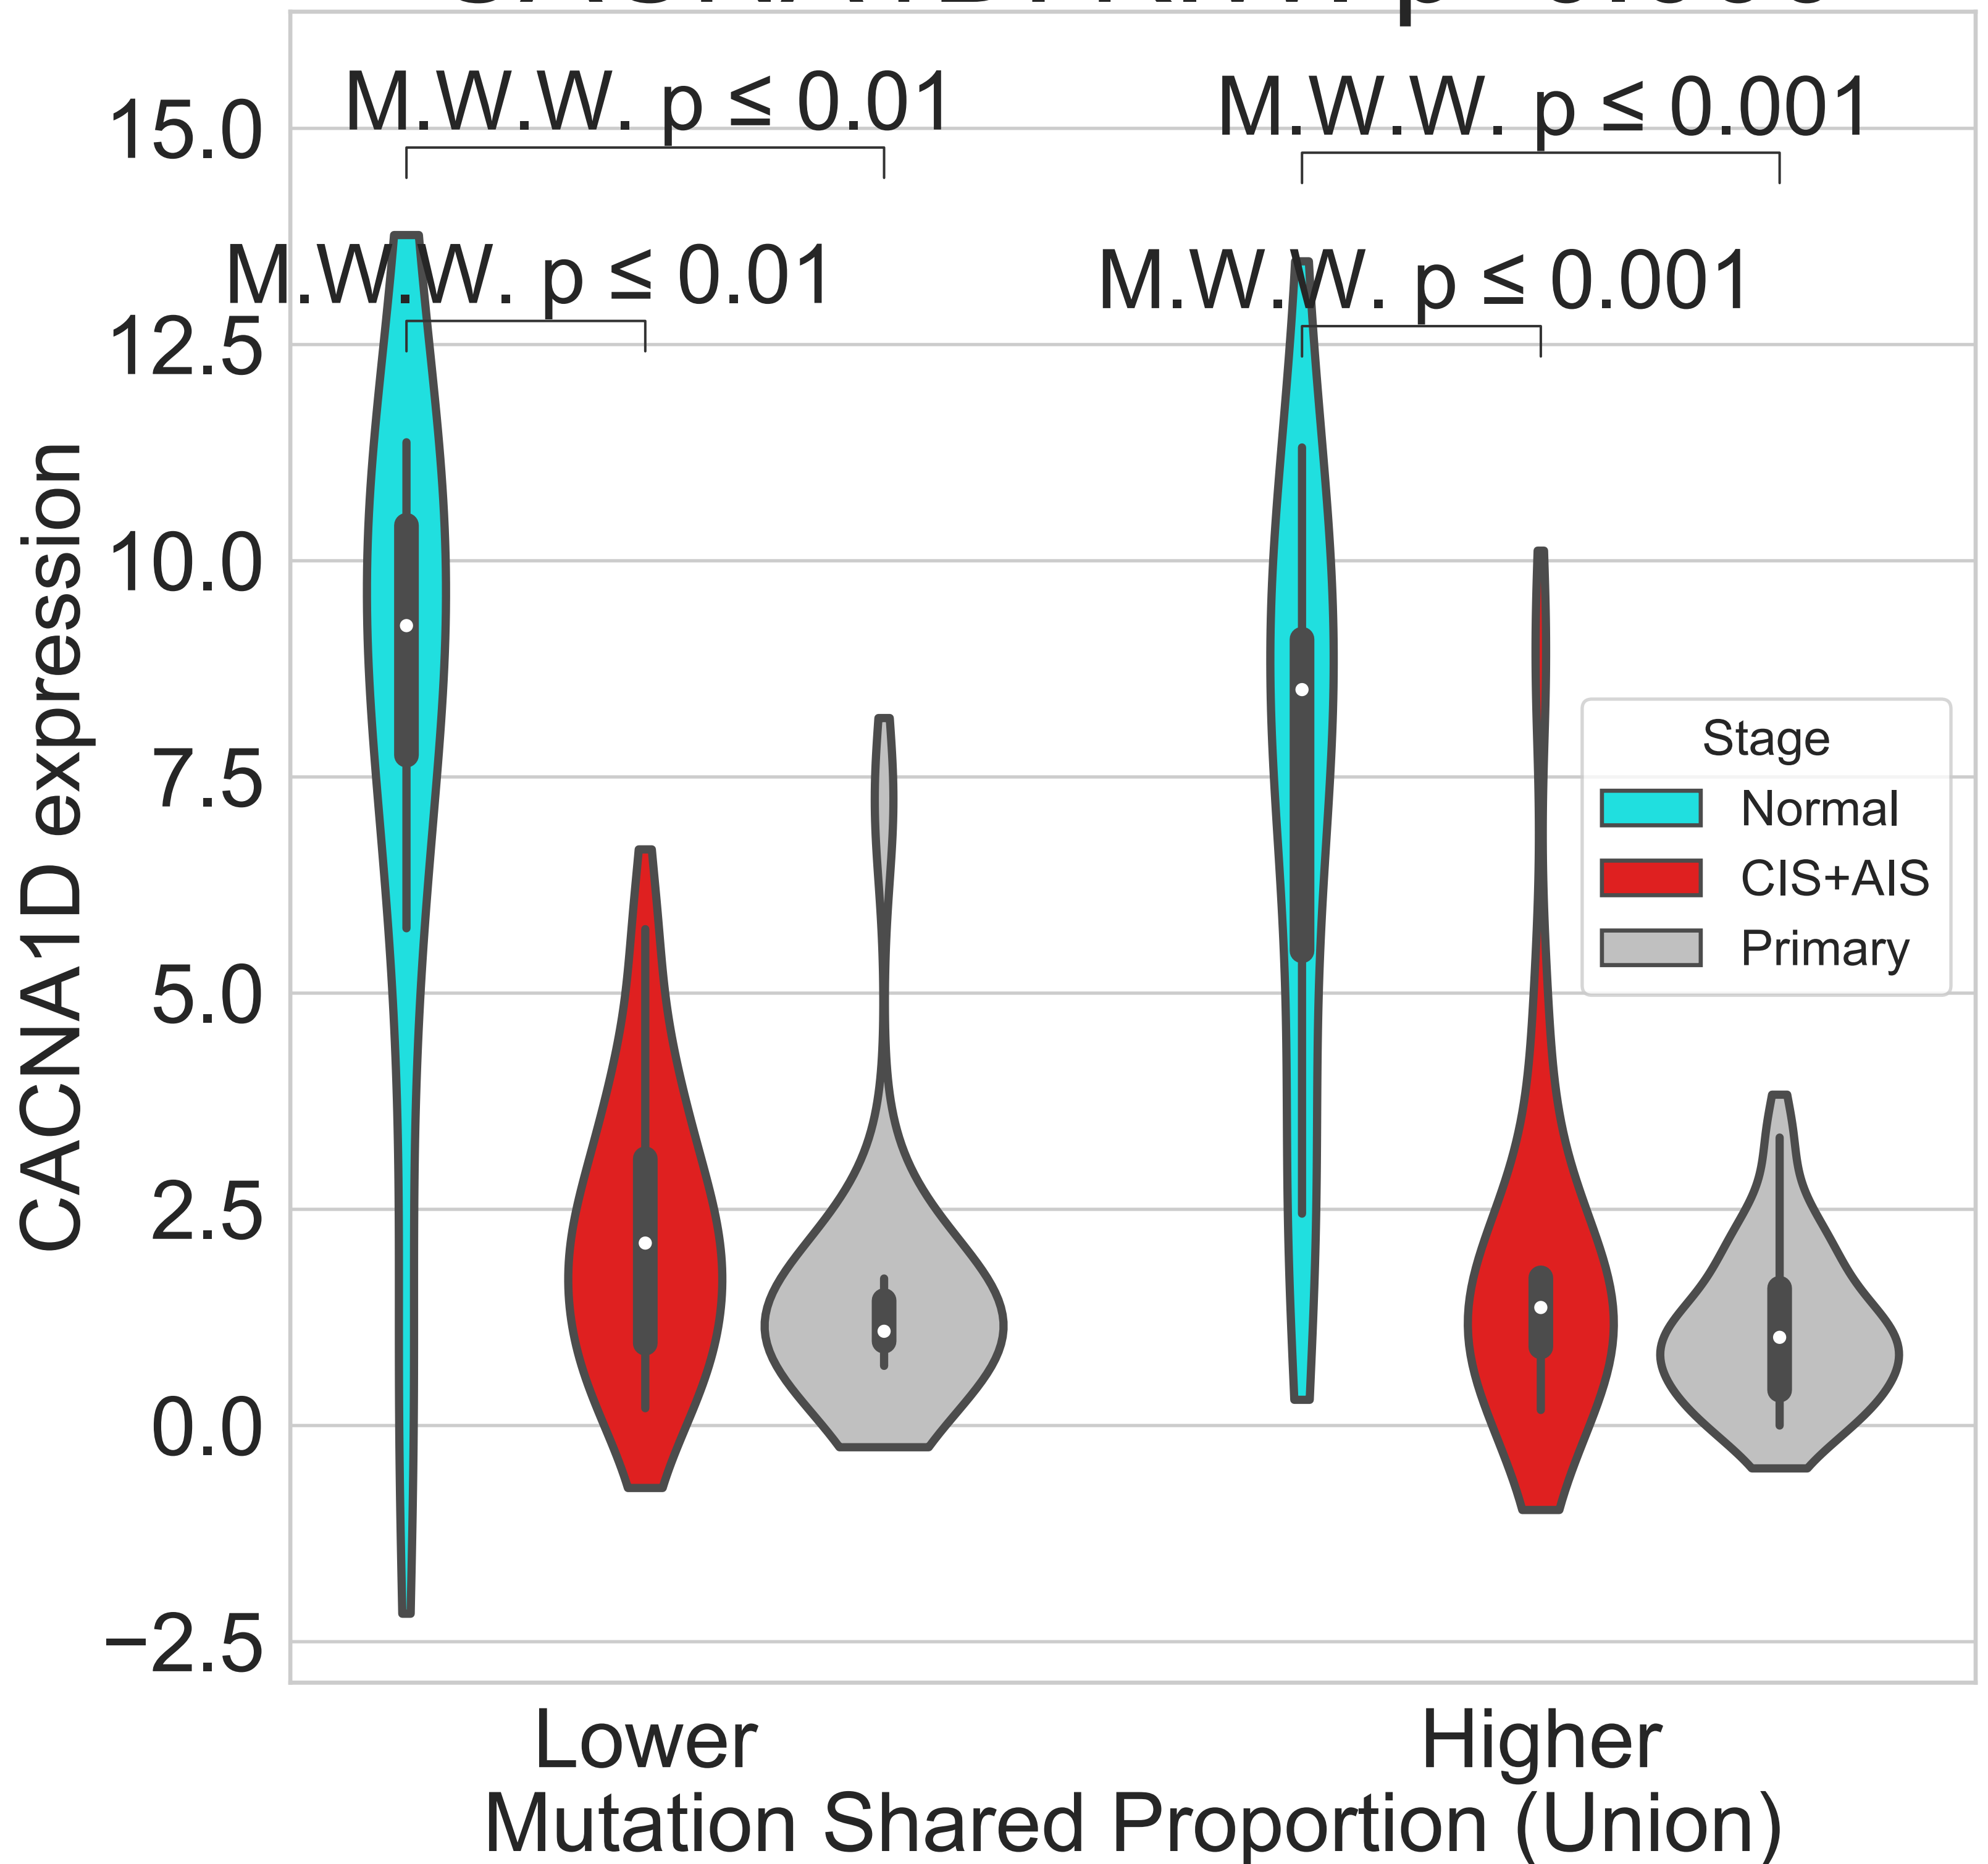 M.W.W. p ≤ 0.01
M.W.W. p ≤ 0.001
M.W.W. p ≤ 0.01
M.W.W. p ≤ 0.001
15.0
12.5
10.0
7.5
5.0
2.5
0.0
−2.5
CACNA1D expression
Stage
Normal
CIS+AIS
Primary
Lower
Higher
Mutation Shared Proportion (Union)